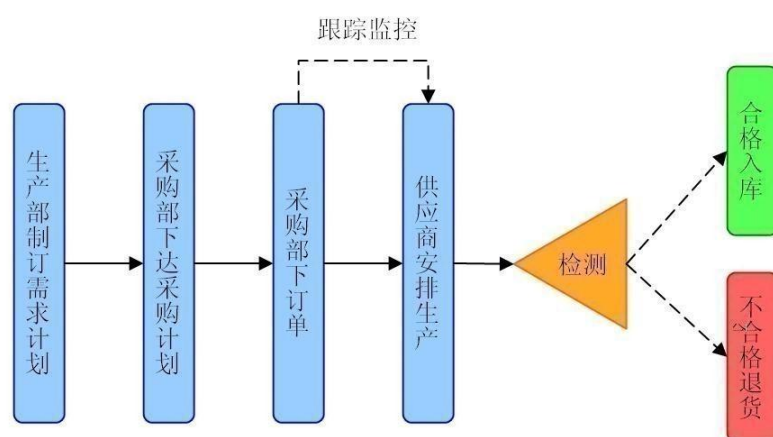 跟踪监控
生产部制订需求计划
采购部下达采购计划
采购部下订单
供应商安排生产
检测
合格入库
不合格退货